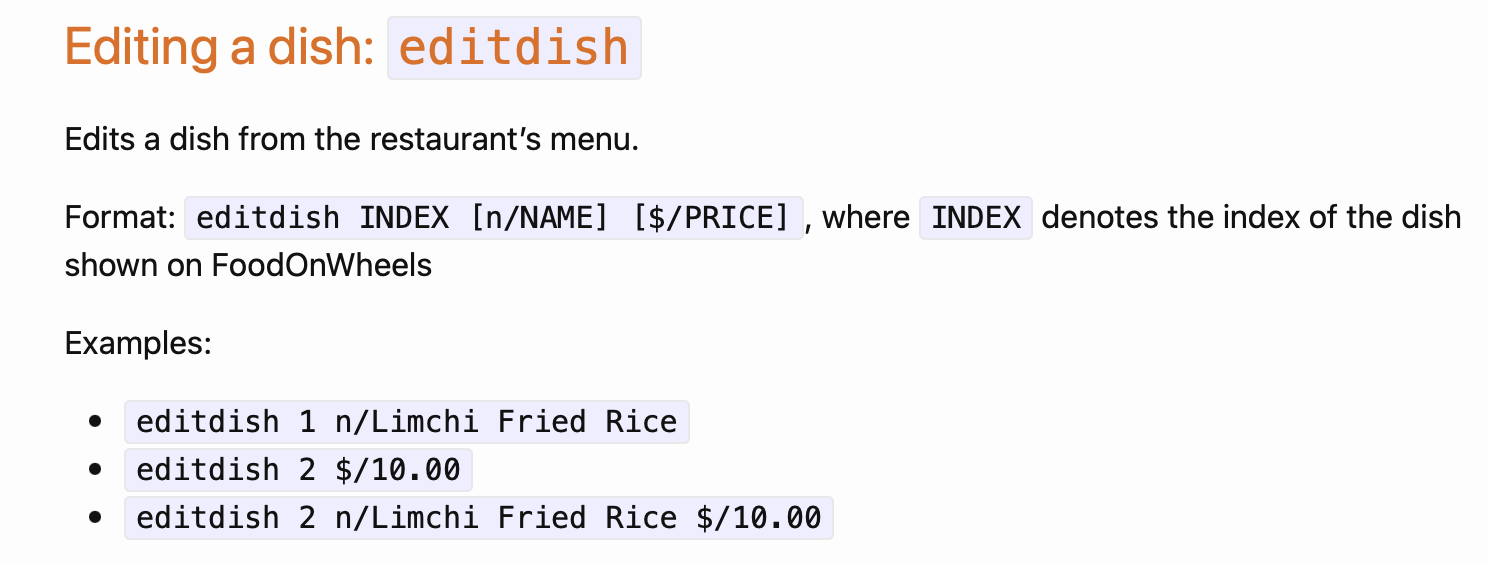 Editing a dish: editdish
Edits a dish from the restaurant’s menu.
Format: editdish INDEX [n/NAME] [$/PRICE], where INDEX denotes the index of the dish
shown on FoodOnWheels
Examples:
• editdish 1 n/Limchi Fried Rice
• editdish 2 $/10.00
• editdish 2 n/Limchi Fried Rice $/10.00